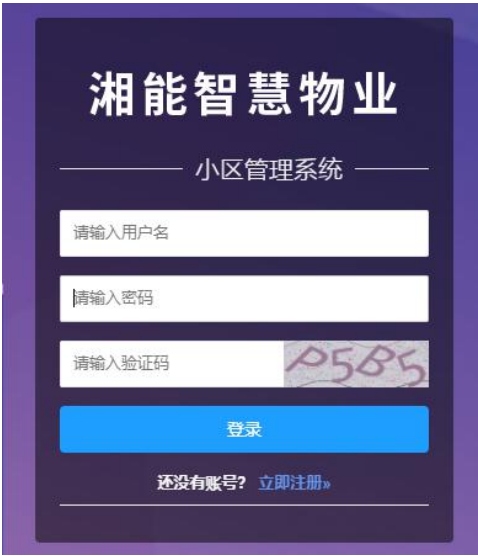 湘能智慧物业
小区管理系统
请输入用户名
请输入密码
请输入验证码
P5B5
登录
还没有账号? 立即注册»